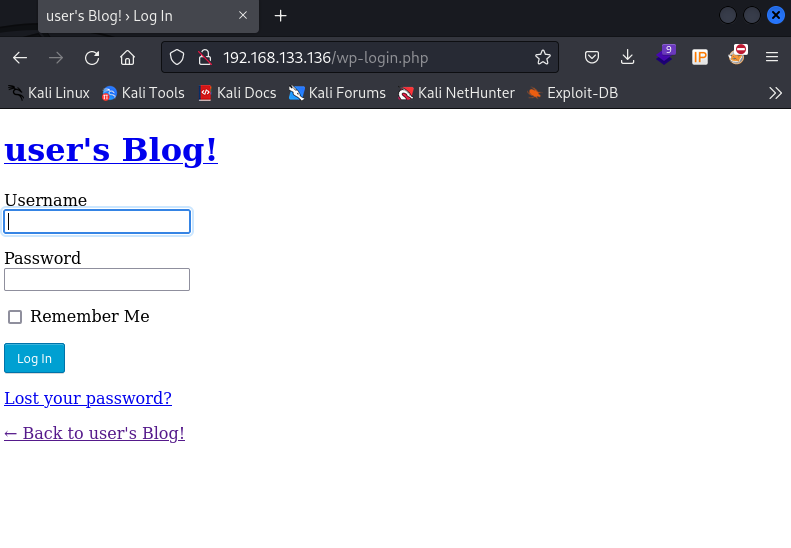 user's Blog! › Log In
192.168.133.136/wp-login.php
9
IP
Kali Linux Kali Tools Kali Docs Kali Forums Kali NetHunter Exploit-DB
user's Blog!
Username
Password
Remember Me
Log In
Lost your password?
← Back to user's Blog!